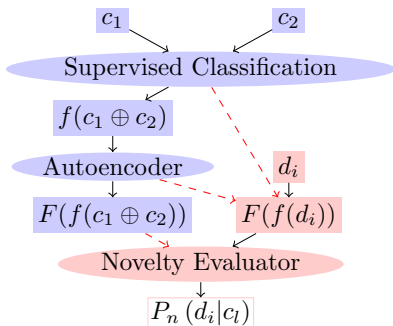 c₁ c₂
Supervised Classification
f(c₁ ⊕ c₂)
Autoencoder dᵢ
F(f(c₁ ⊕ c₂)) F(f(dᵢ))
Novelty Evaluator
Pₙ (dᵢ|cₗ)